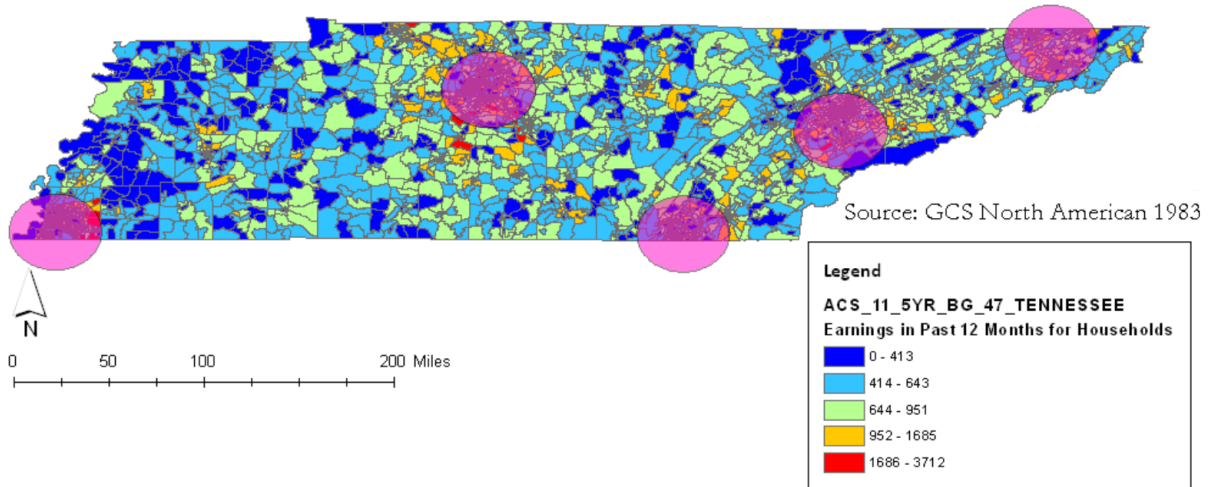 Source: GCS North American 1983
N
0 50 100 200 Miles
Legend
ACS_11_5YR_BG_47_TENNESSEE
Earnings in Past 12 Months for Households
0 - 413
414 - 643
644 - 951
952 - 1685
1686 - 3712